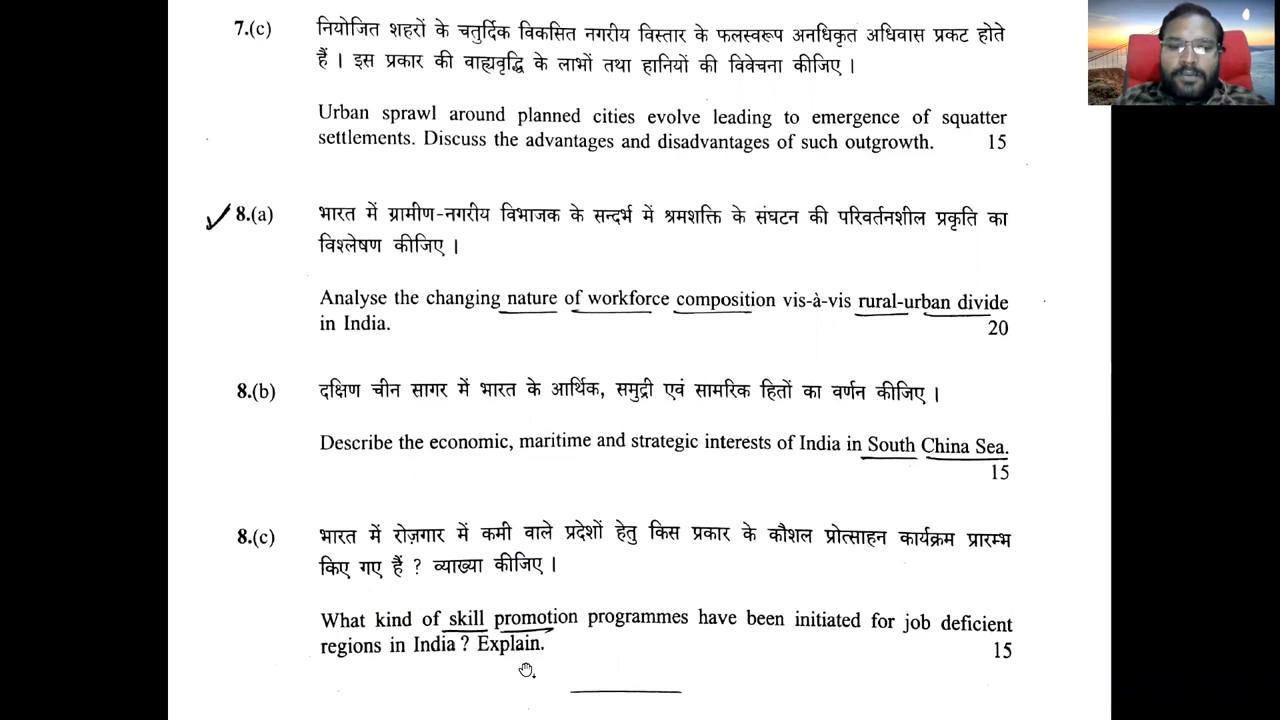 7.(c) नियोजित शहरों के चतुर्दिक विकसित नगरीय विस्तार के फलस्वरूप अनधिकृत अधिवास प्रकट होते
हैं । इस प्रकार की वाह्यवृद्धि के लाभों तथा हानियों की विवेचना कीजिए ।
Urban sprawl around planned cities evolve leading to emergence of squatter
settlements. Discuss the advantages and disadvantages of such outgrowth. 15
8.(a) भारत में ग्रामीण-नगरीय विभाजक के सन्दर्भ में श्रमशक्ति के संघटन की परिवर्तनशील प्रकृति का
विश्लेषण कीजिए ।
Analyse the changing nature of workforce composition vis-à-vis rural-urban divide
in India. 20
8.(b) दक्षिण चीन सागर में भारत के आर्थिक, समुद्री एवं सामरिक हितों का वर्णन कीजिए ।
Describe the economic, maritime and strategic interests of India in South China Sea.
15
8.(c) भारत में रोज़गार में कमी वाले प्रदेशों हेतु किस प्रकार के कौशल प्रोत्साहन कार्यक्रम प्रारम्भ
किए गए हैं ? व्याख्या कीजिए ।
What kind of skill promotion programmes have been initiated for job deficient
regions in India ? Explain. 15